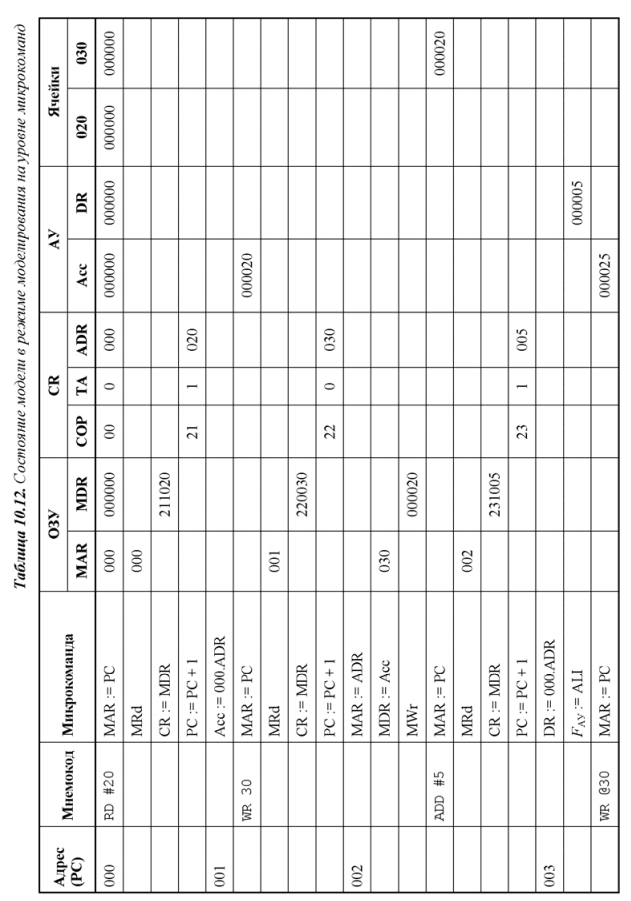 Таблица 10.12. Состояние модели в режиме моделирования на уровне микрокоманд
Адрес (PC) Мнемокод Микрокоманда ОЗУ CR АУ Ячейки
MAR MDR COP TA ADR Acc DR 020 030
000 RD #20 MAR := PC 000 000000 00 0 000 000000 000000 000000 000000
MRd 000
CR := MDR 211020
PC := PC + 1 21 1 020
001 Acc := 000.ADR
WR 30 MAR := PC 000020
MRd 001
CR := MDR 220030
PC := PC + 1 22 0 030
002 MAR := ADR
MDR := Acc 030
MWr 000020
ADD #5 MAR := PC 000020
MRd 002
CR := MDR 231005
PC := PC + 1 23 1 005
003 DR := 000.ADR
FАУ := ALI 000005
WR @30 MAR := PC 000025